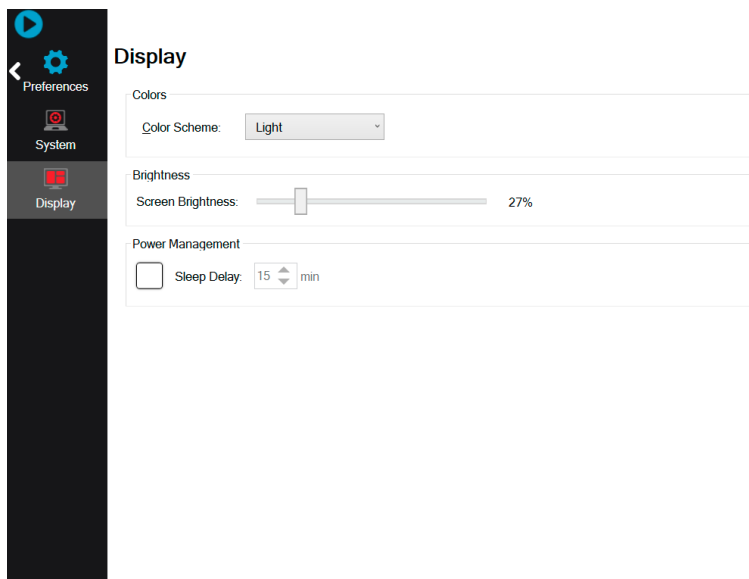 Display
Preferences
System
Display
Colors
Color Scheme: Light
Brightness
Screen Brightness: 27%
Power Management
Sleep Delay: 15 min